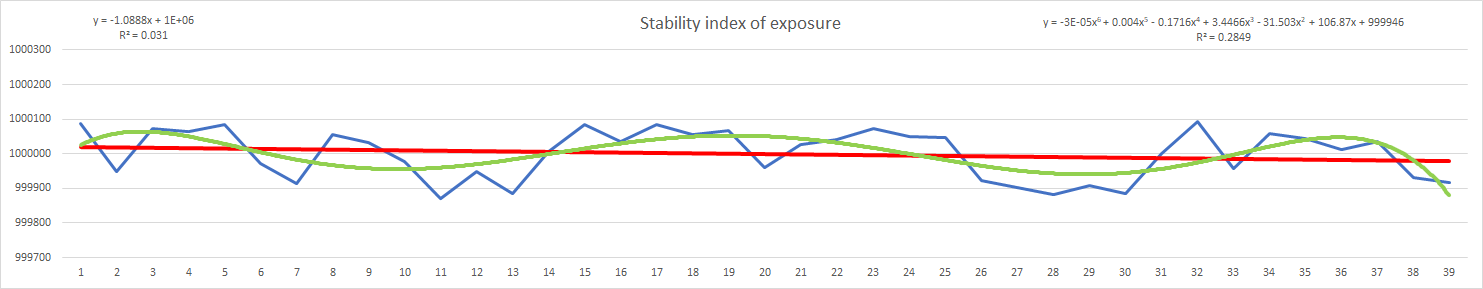 Stability index of exposure
y = -1.0888x + 1E+06
R² = 0.031
y = -3E-05x⁶ + 0.004x⁵ - 0.1716x⁴ + 3.4466x³ - 31.503x² + 106.87x + 999946
R² = 0.2849
1000300
1000200
1000100
1000000
999900
999800
999700
1 2 3 4 5 6 7 8 9 10 11 12 13 14 15 16 17 18 19 20 21 22 23 24 25 26 27 28 29 30 31 32 33 34 35 36 37 38 39